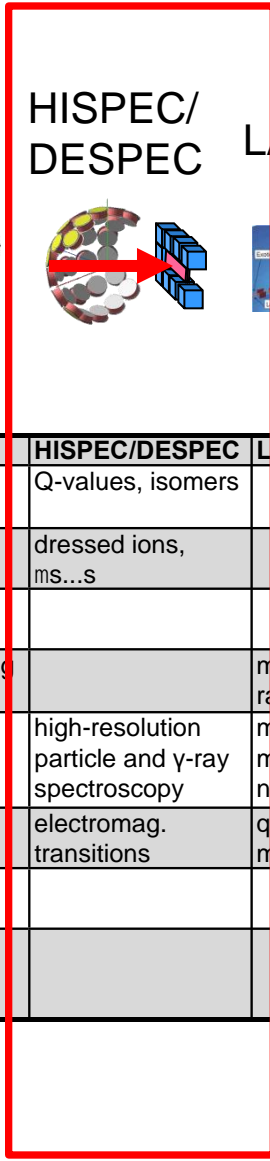 HISPEC/
DESPEC
HISPEC/DESPEC
Q-values, isomers
dressed ions,
ms...s
high-resolution
particle and γ-ray
spectroscopy
electromag.
transitions